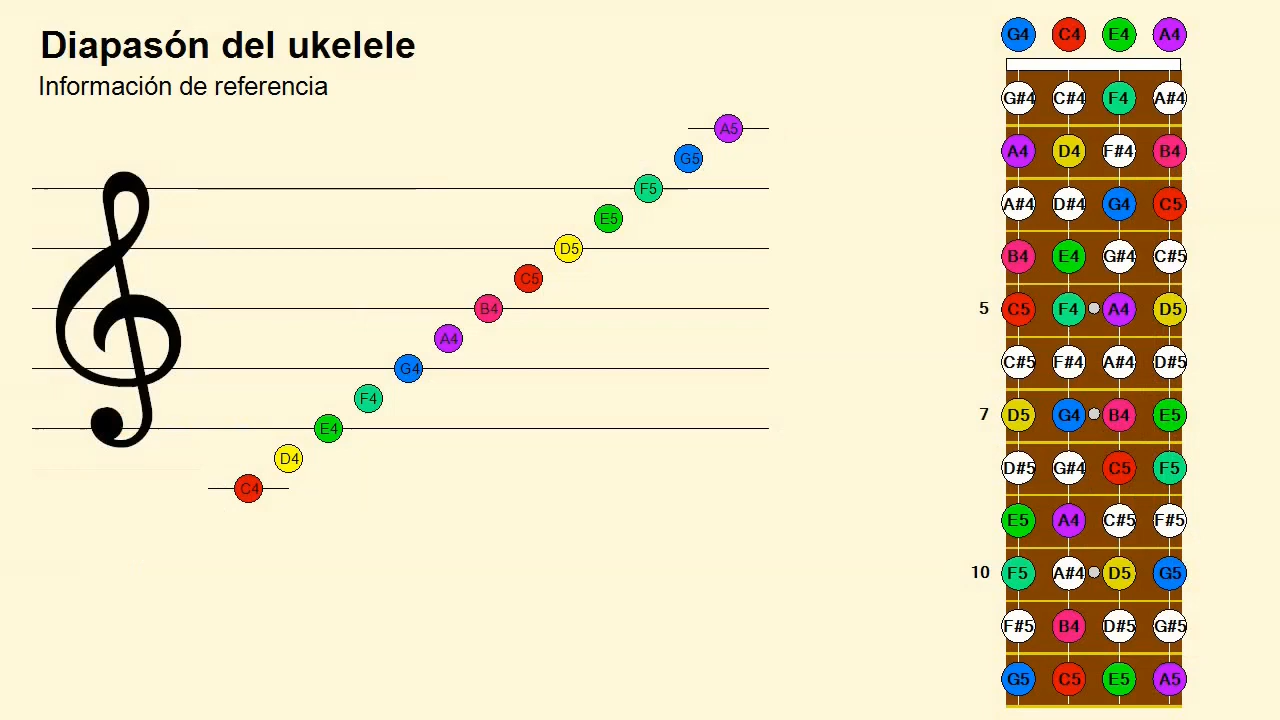 Diapasón del ukelele
Información de referencia
A5
G5
F5
E5
D5
C5
B4
A4
G4
F4
E4
D4
C4
G4 C4 E4 A4
G#4 C#4 F4 A#4
A4 D4 F#4 B4
A#4 D#4 G4 C5
B4 E4 G#4 C#5
5 C5 F4 A4 D5
C#5 F#4 A#4 D#5
7 D5 G4 B4 E5
D#5 G#4 C5 F5
E5 A4 C#5 F#5
10 F5 A#4 D5 G5
F#5 B4 D#5 G#5
G5 C5 E5 A5